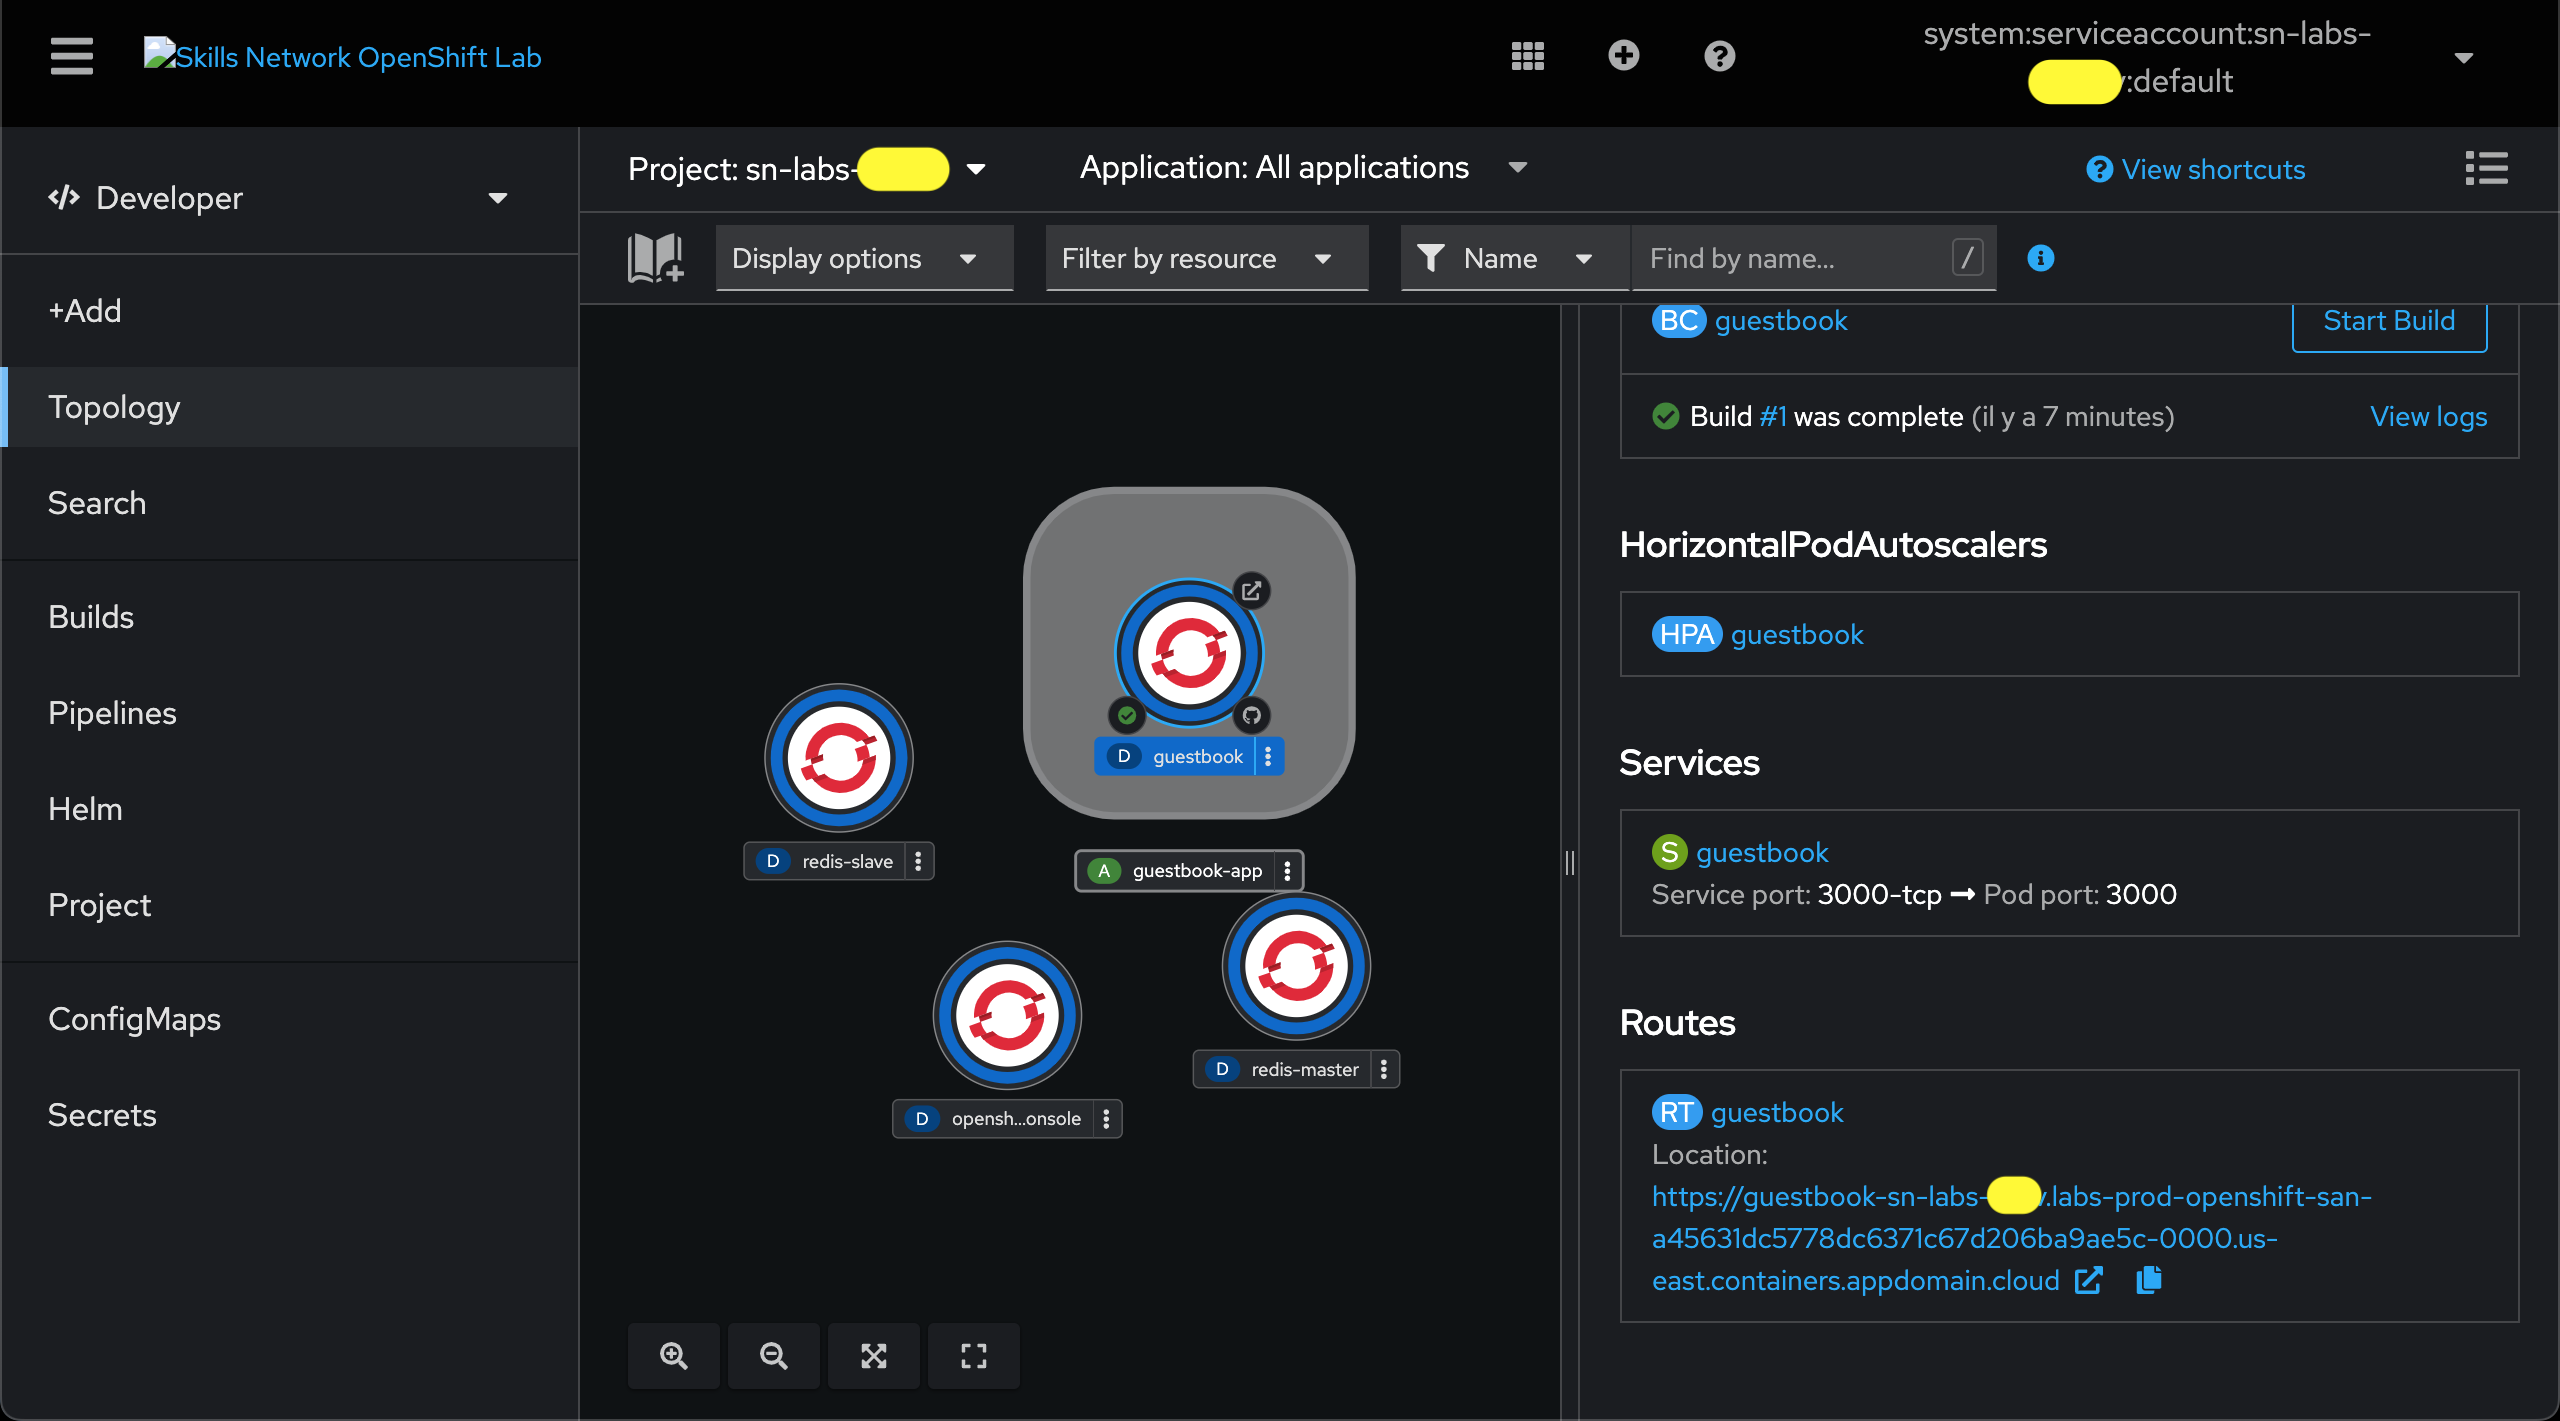 Skills Network OpenShift Lab
system:serviceaccount:sn-labs-
:default
Developer
+Add
Topology
Search
Builds
Pipelines
Helm
Project
ConfigMaps
Secrets
Project: sn-labs-
Application: All applications
View shortcuts
Display options
Filter by resource
Name
Find by name...
/
D guestbook
D redis-slave
A guestbook-app
D opensh...onsole
D redis-master
BC guestbook
Start Build
Build #1 was complete (il y a 7 minutes)
View logs
HorizontalPodAutoscalers
HPA guestbook
Services
S guestbook
Service port: 3000-tcp → Pod port: 3000
Routes
RT guestbook
Location:
https://guestbook-sn-labs-.labs-prod-openshift-san-
a45631dc5778dc6371c67d206ba9ae5c-0000.us-
east.containers.appdomain.cloud